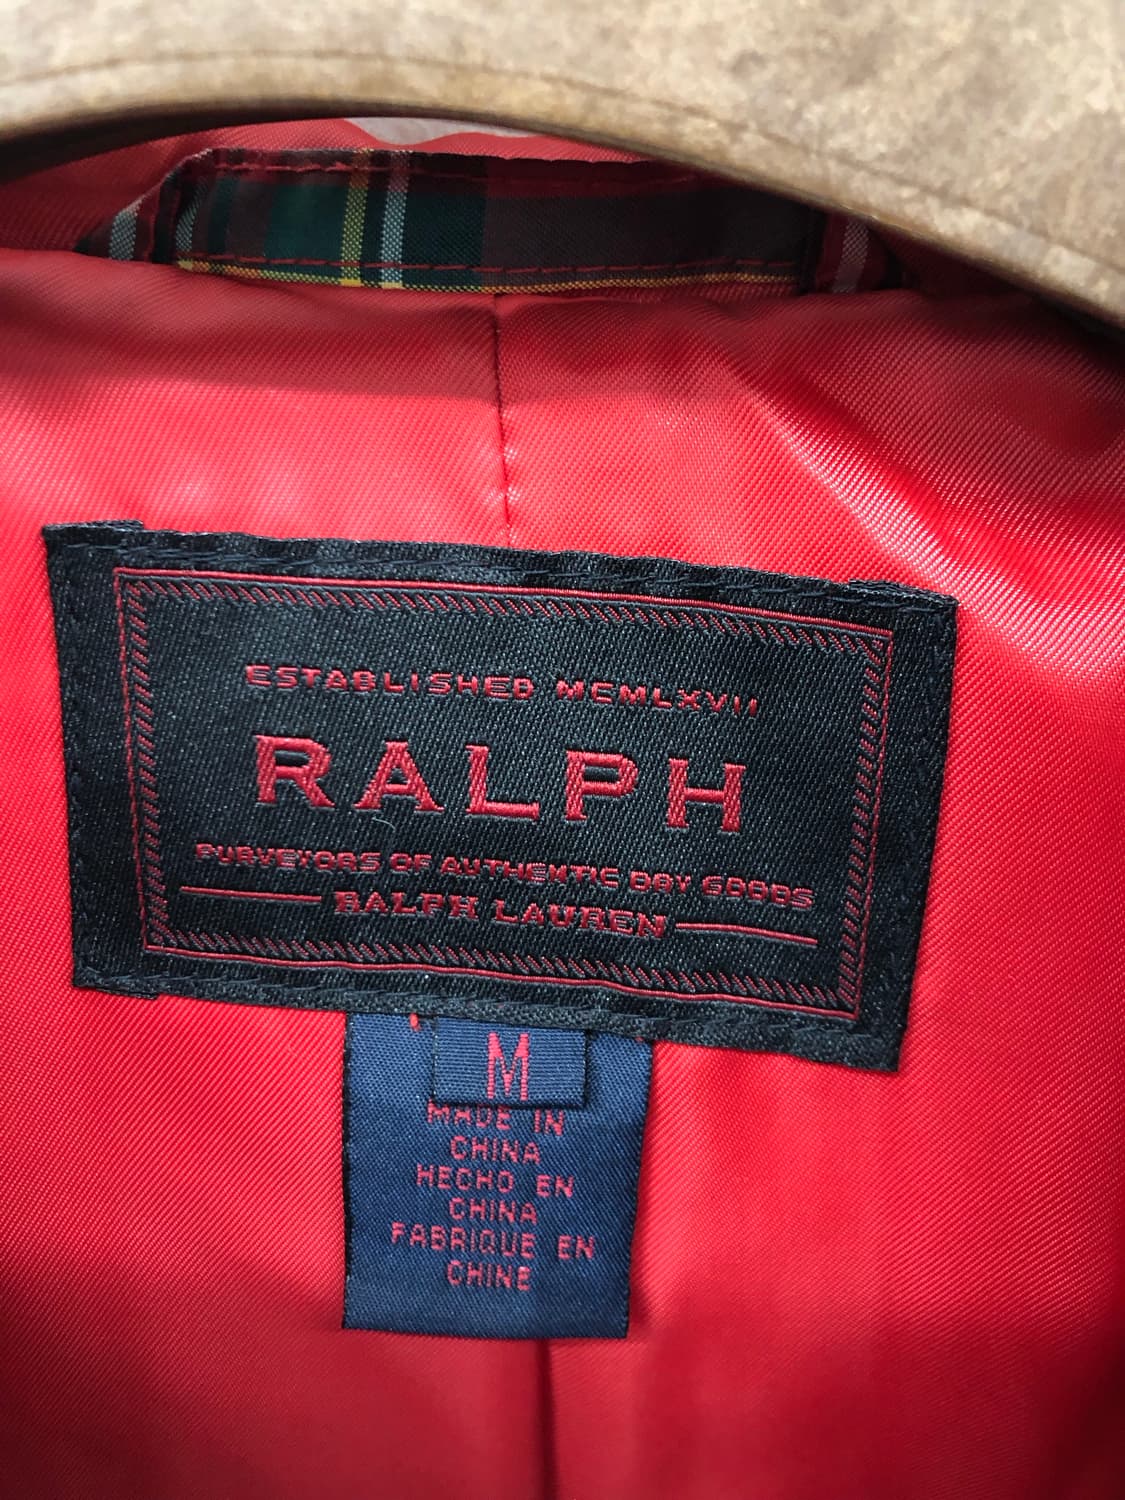 ESTABLISHED MCMLXVII
RALPH
PURVEYORS OF AUTHENTIC DRY GOODS
RALPH LAUREN
M
MADE IN
CHINA
HECHO EN
CHINA
FABRIQUE EN
CHINE